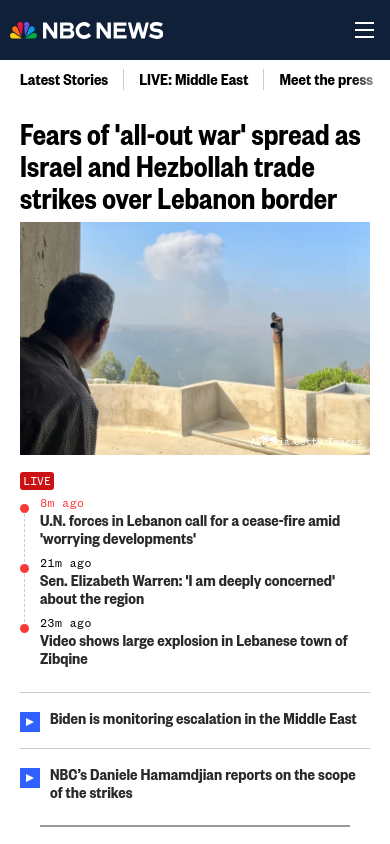 NBC NEWS
Latest Stories
LIVE: Middle East
Meet the press
Fears of 'all-out war' spread as
Israel and Hezbollah trade
strikes over Lebanon border
AFP via Getty Images
LIVE
8m ago
U.N. forces in Lebanon call for a cease-fire amid
'worrying developments'
21m ago
Sen. Elizabeth Warren: 'I am deeply concerned'
about the region
23m ago
Video shows large explosion in Lebanese town of
Zibqine
Biden is monitoring escalation in the Middle East
NBC’s Daniele Hamamdjian reports on the scope
of the strikes